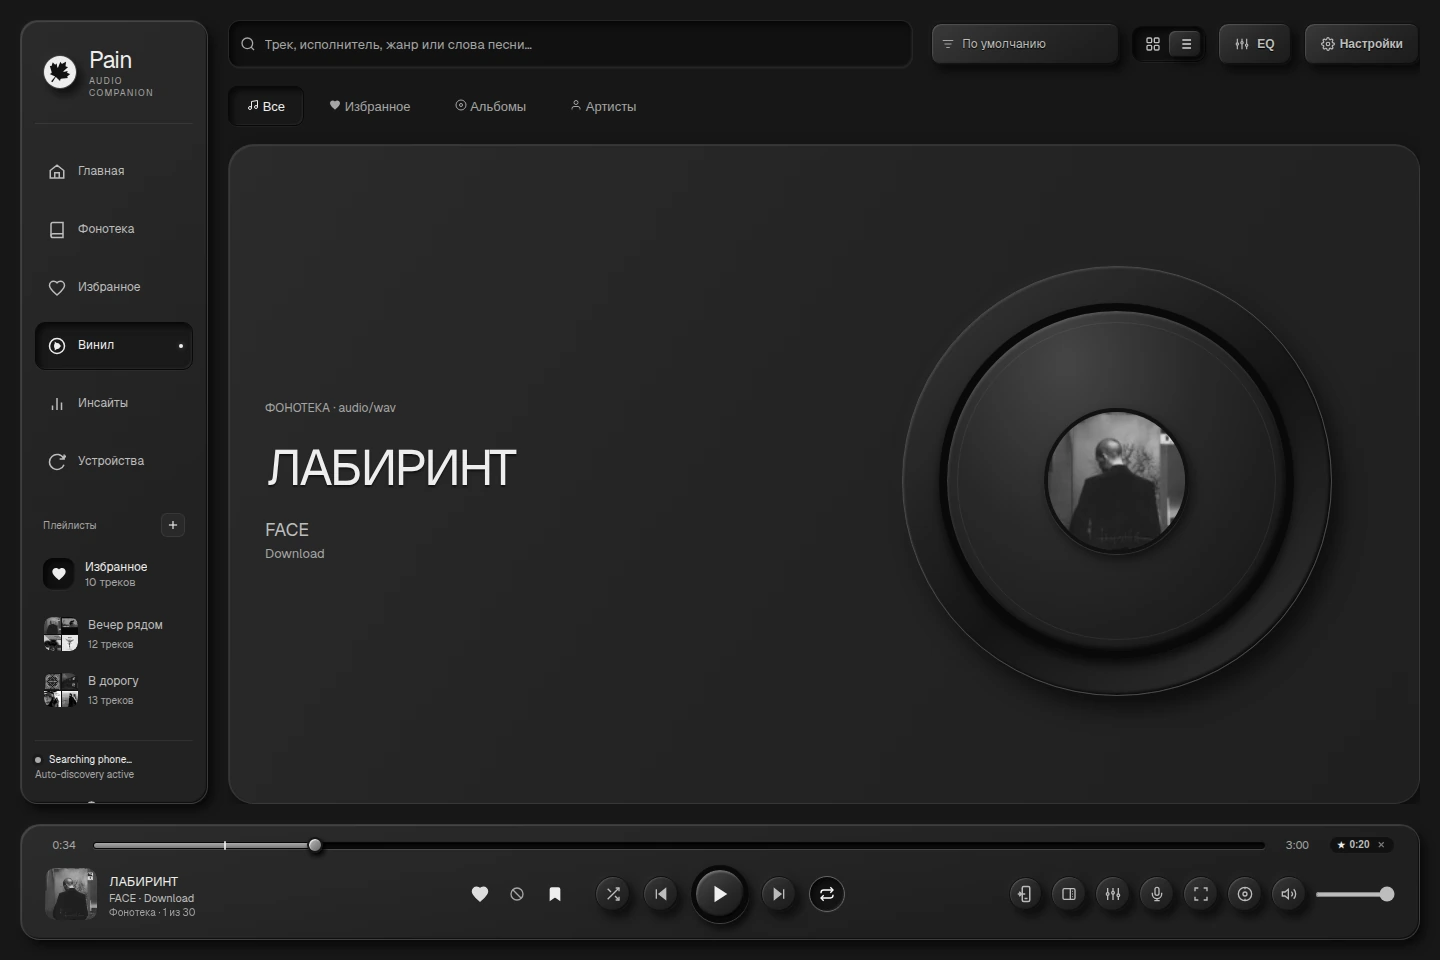 Pain
AUDIO
COMPANION
Трек, исполнитель, жанр или слова песни…
По умолчанию
EQ
Настройки
Все
Избранное
Альбомы
Артисты
Главная
Фонотека
Избранное
Винил
Инсайты
Устройства
Плейлисты
+
Избранное
10 треков
Вечер рядом
12 треков
В дорогу
13 треков
Searching phone…
Auto-discovery active
ФОНОТЕКА · audio/wav
ЛАБИРИНТ
FACE
Download
0:34
3:00
★ 0:20 ×
ЛАБИРИНТ
FACE · Download
Фонотека · 1 из 30